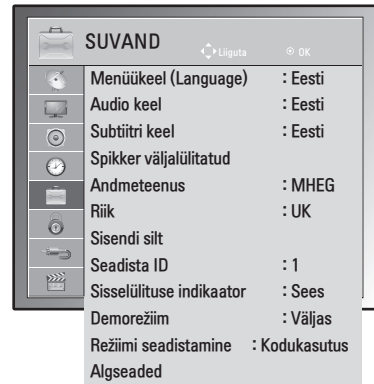 SUVAND Liiguta OK
Menüükeel (Language) : Eesti
Audio keel : Eesti
Subtiitri keel : Eesti
Spikker väljalülitatud
Andmeteenus : MHEG
Riik : UK
Sisendi silt
Seadista ID : 1
Sisselülituse indikaator : Sees
Demorežiim : Väljas
Režiimi seadistamine : Kodukasutus
Algseaded